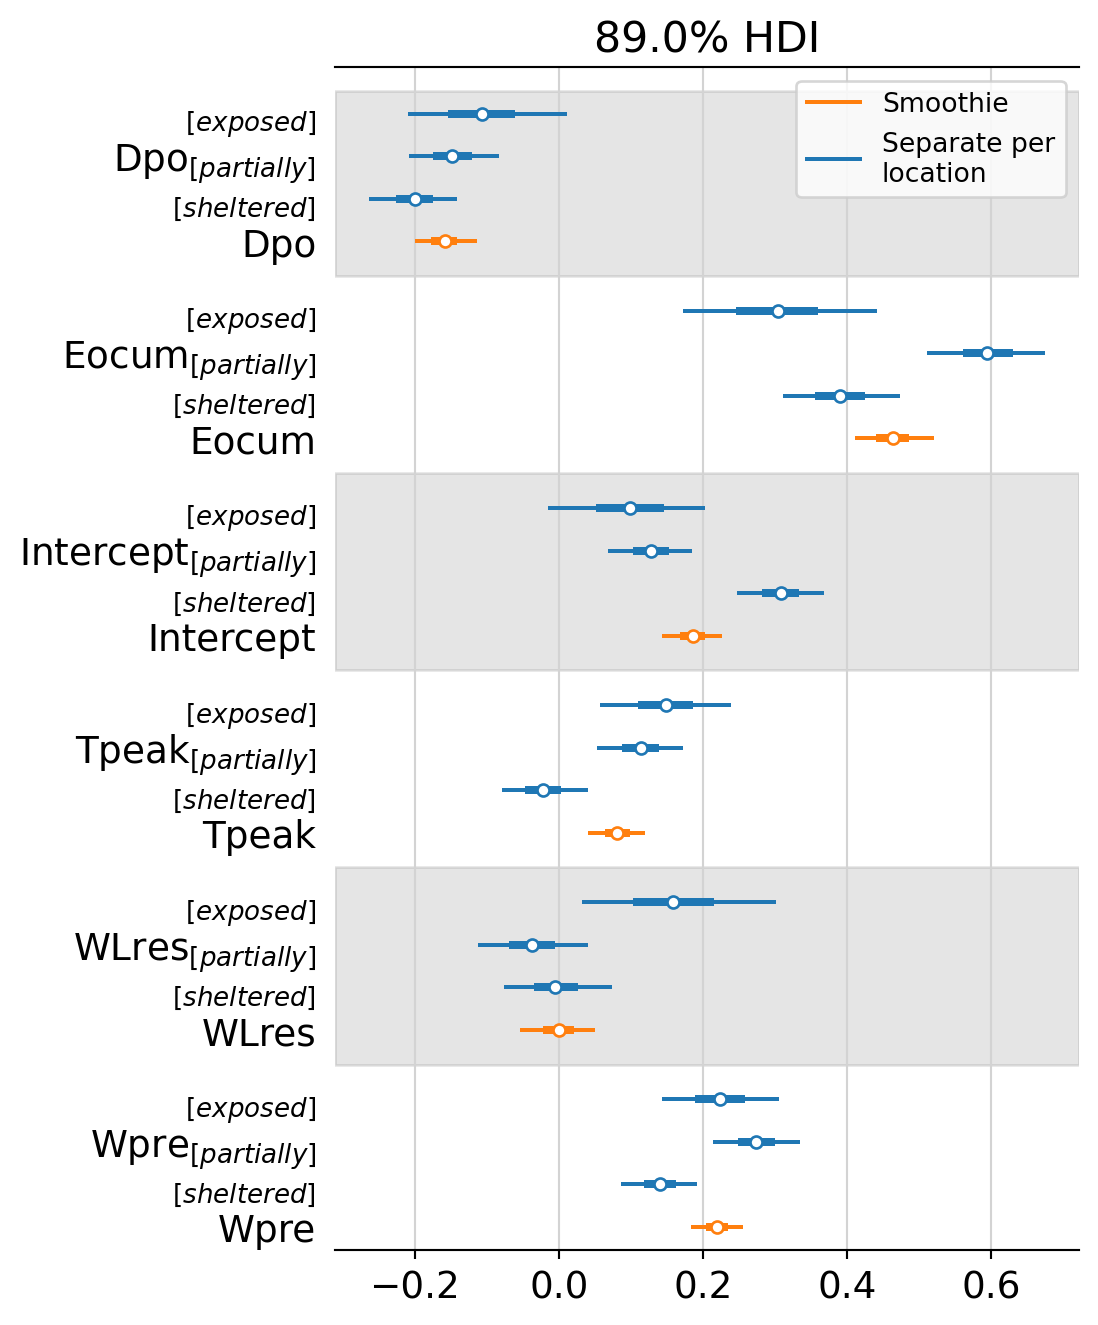 89.0% HDI
Smoothie
Separate per
location
[exposed]
Dpo[partially]
[sheltered]
Dpo
[exposed]
Eocum[partially]
[sheltered]
Eocum
[exposed]
Intercept[partially]
[sheltered]
Intercept
[exposed]
Tpeak[partially]
[sheltered]
Tpeak
[exposed]
WLres[partially]
[sheltered]
WLres
[exposed]
Wpre[partially]
[sheltered]
Wpre
−0.2 0.0 0.2 0.4 0.6